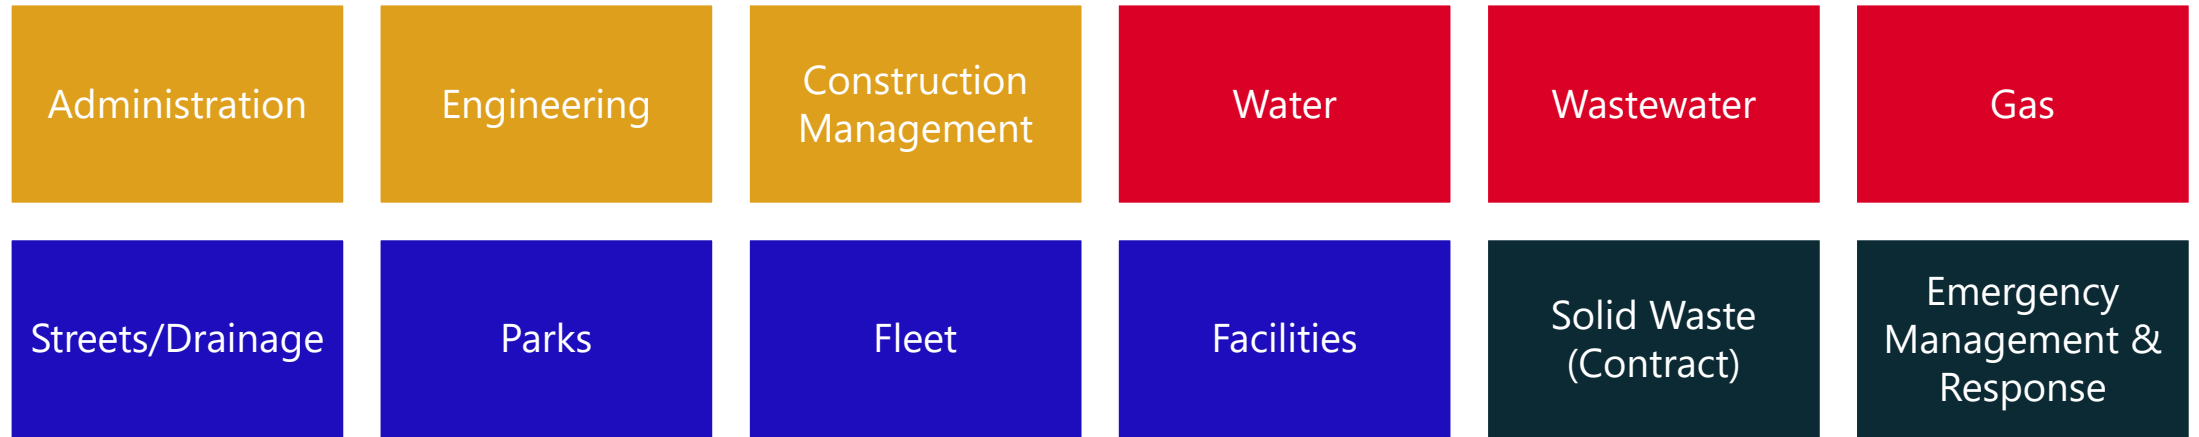 Administration
Engineering
Construction
Management
Water
Wastewater
Gas
Streets/Drainage
Parks
Fleet
Facilities
Solid Waste
(Contract)
Emergency
Management &
Response